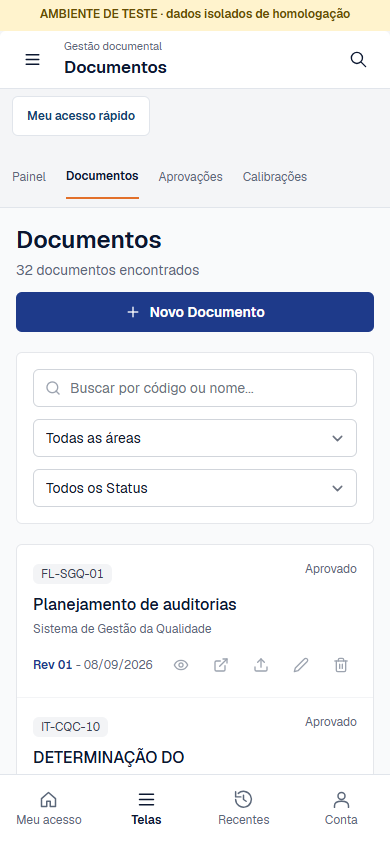 AMBIENTE DE TESTE · dados isolados de homologação
Gestão documental
Documentos
Meu acesso rápido
Painel Documentos Aprovações Calibrações
Documentos
32 documentos encontrados
+ Novo Documento
Buscar por código ou nome...
Todas as áreas
Todos os Status
FL-SGQ-01 Aprovado
Planejamento de auditorias
Sistema de Gestão da Qualidade
Rev 01 - 08/09/2026
IT-CQC-10 Aprovado
DETERMINAÇÃO DO
Meu acesso Telas Recentes Conta